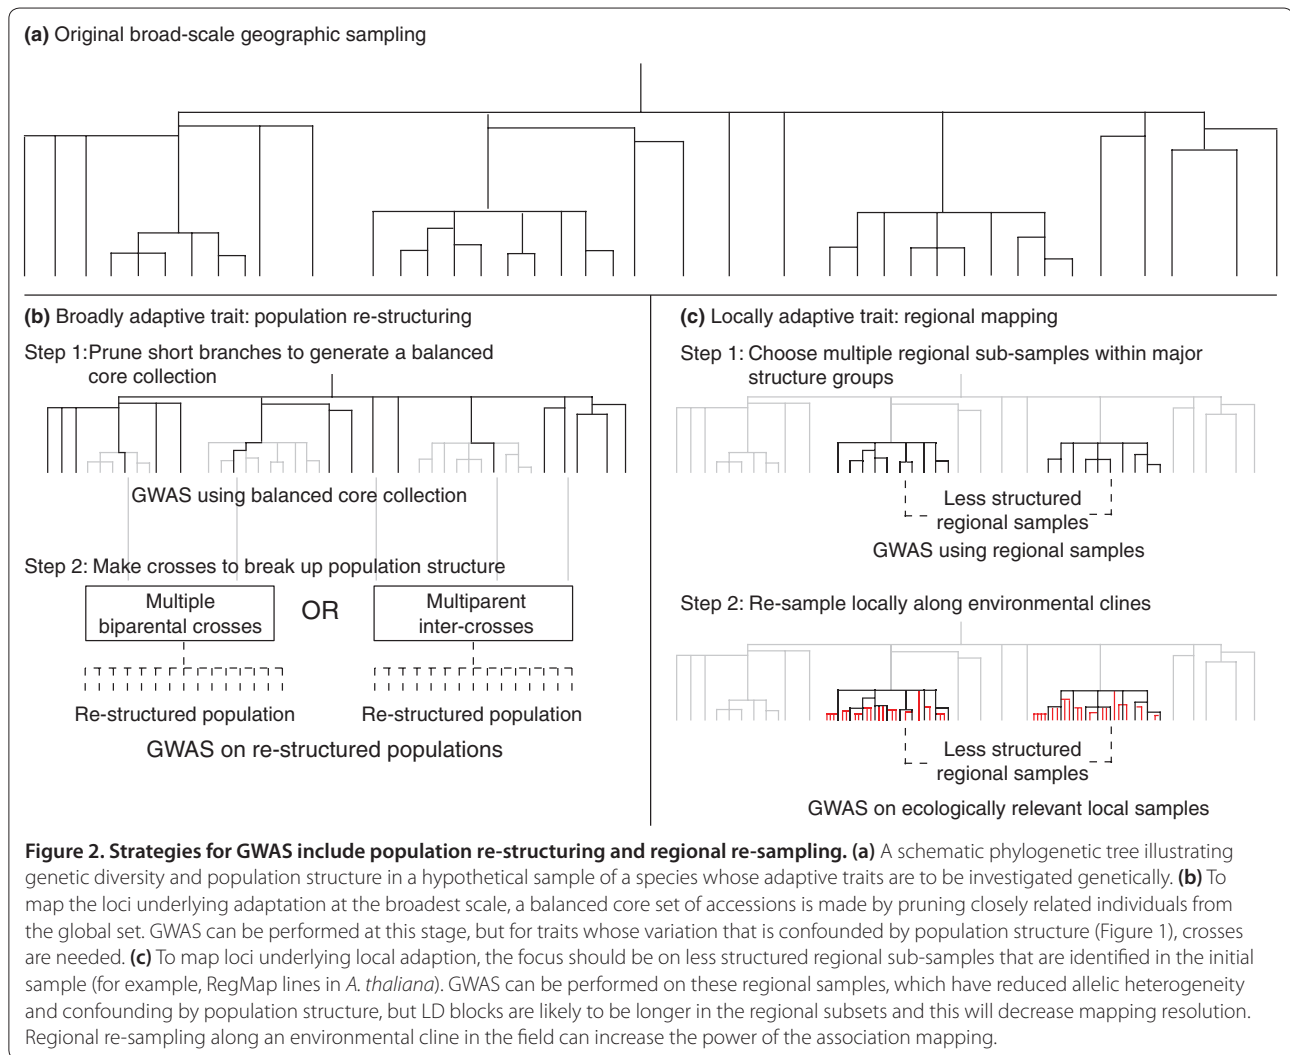 (a) Original broad-scale geographic sampling
(b) Broadly adaptive trait: population re-structuring
Step 1: Prune short branches to generate a balanced
core collection
GWAS using balanced core collection
Step 2: Make crosses to break up population structure
Multiple
biparental crosses
OR
Multiparent
inter-crosses
Re-structured population
Re-structured population
GWAS on re-structured populations
(c) Locally adaptive trait: regional mapping
Step 1: Choose multiple regional sub-samples within major
structure groups
Less structured
regional samples
GWAS using regional samples
Step 2: Re-sample locally along environmental clines
Less structured
regional samples
GWAS on ecologically relevant local samples
Figure 2. Strategies for GWAS include population re-structuring and regional re-sampling. (a) A schematic phylogenetic tree illustrating
genetic diversity and population structure in a hypothetical sample of a species whose adaptive traits are to be investigated genetically. (b) To
map the loci underlying adaptation at the broadest scale, a balanced core set of accessions is made by pruning closely related individuals from
the global set. GWAS can be performed at this stage, but for traits whose variation that is confounded by population structure (Figure 1), crosses
are needed. (c) To map loci underlying local adaption, the focus should be on less structured regional sub-samples that are identified in the initial
sample (for example, RegMap lines in A. thaliana). GWAS can be performed on these regional samples, which have reduced allelic heterogeneity
and confounding by population structure, but LD blocks are likely to be longer in the regional subsets and this will decrease mapping resolution.
Regional re-sampling along an environmental cline in the field can increase the power of the association mapping.